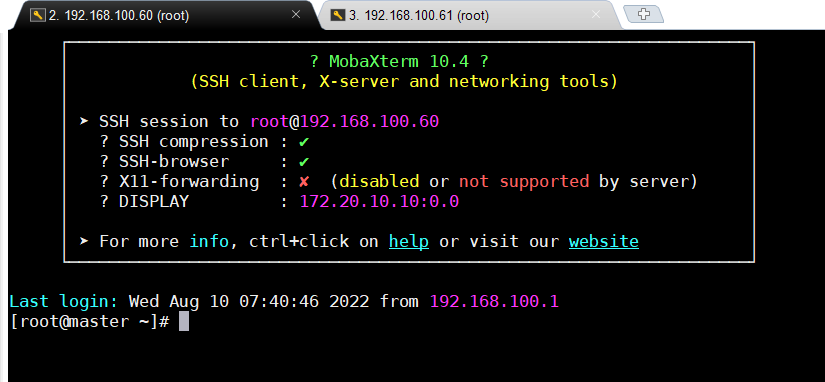 2. 192.168.100.60 (root)
3. 192.168.100.61 (root)
? MobaXterm 10.4 ?
(SSH client, X-server and networking tools)
➤ SSH session to root@192.168.100.60
? SSH compression : ✔
? SSH-browser     : ✔
? X11-forwarding  : ✘  (disabled or not supported by server)
? DISPLAY         : 172.20.10.10:0.0
➤ For more info, ctrl+click on help or visit our website
Last login: Wed Aug 10 07:40:46 2022 from 192.168.100.1
[root@master ~]#